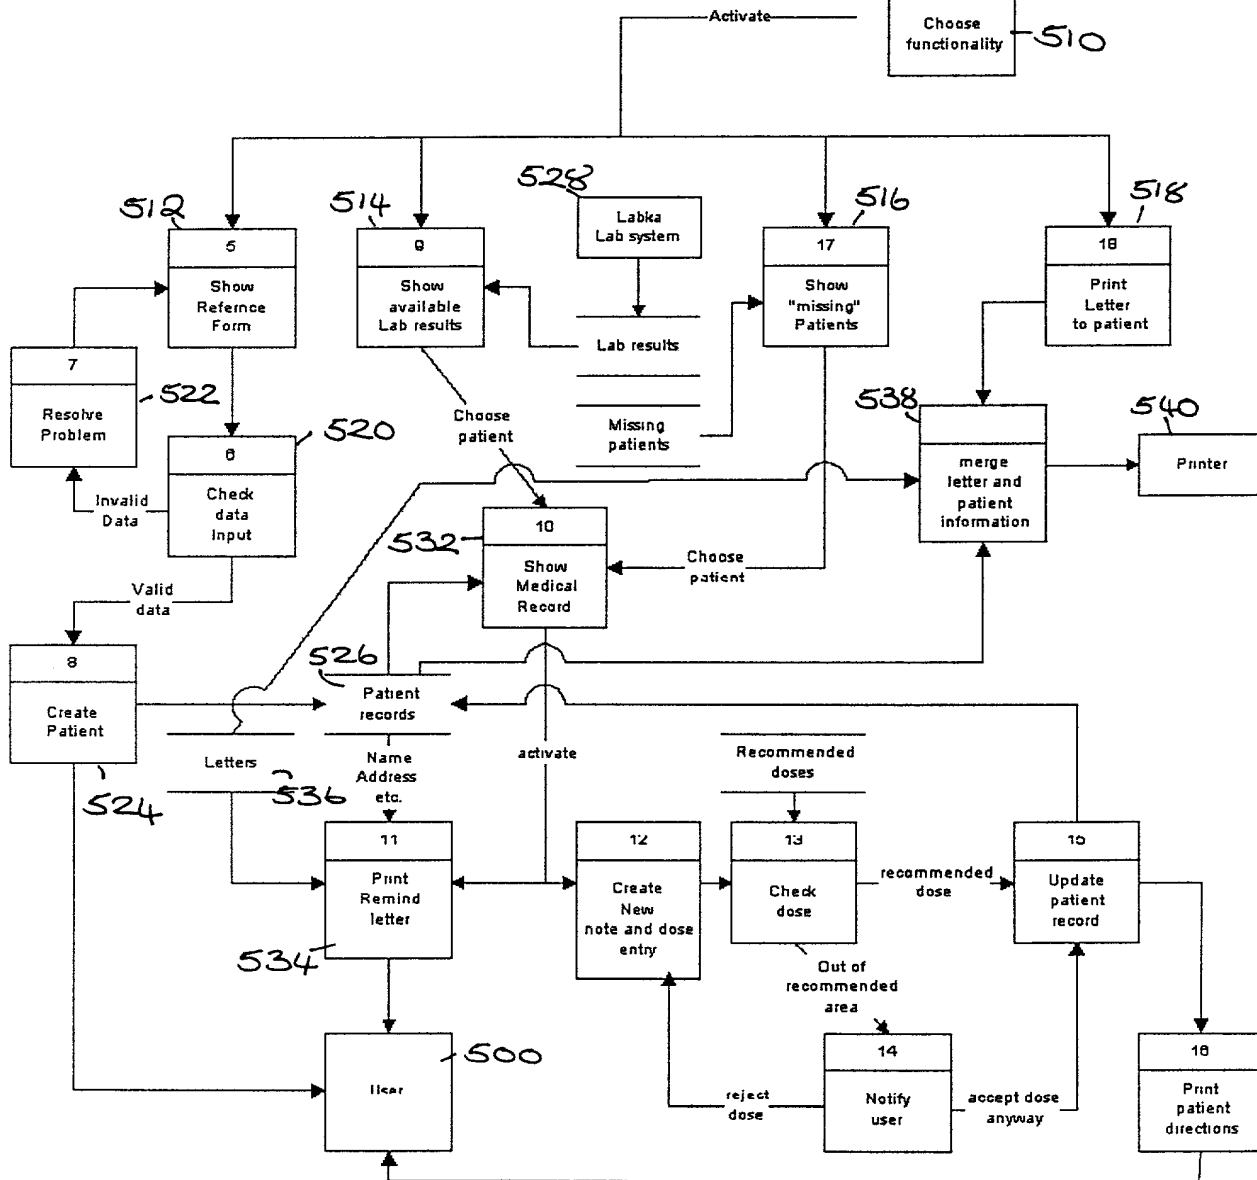 Activate
Choose
functionality
510
512
514
528
516
518
5
Show
Refernce
Form
9
Show
available
Lab results
Labka
Lab system
17
Show
"missing"
Patients
18
Print
Letter
to patient
Lab results
7
Resolve
Problem
522
520
Choose
patient
Missing
patients
538
540
6
Check
data
Input
Invalid
Data
merge
letter and
patient
information
Printer
532
10
Show
Medical
Record
Choose
patient
Valid
data
8
Create
Patient
526
Patient
records
524
Letters
536
Name
Address
etc.
activate
Recommended
doses
11
Print
Remind
letter
534
12
Create
New
note and dose
entry
13
Check
dose
recommended
dose
15
Update
patient
record
Out of
recommended
area
User
500
reject
dose
14
Notify
user
accept dose
anyway
16
Print
patient
directions